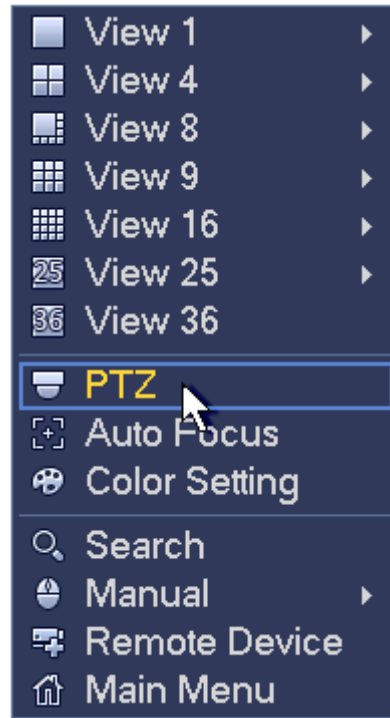 View 1
View 4
View 8
View 9
View 16
25 View 25
36 View 36
PTZ
Auto Focus
Color Setting
Search
Manual
Remote Device
Main Menu